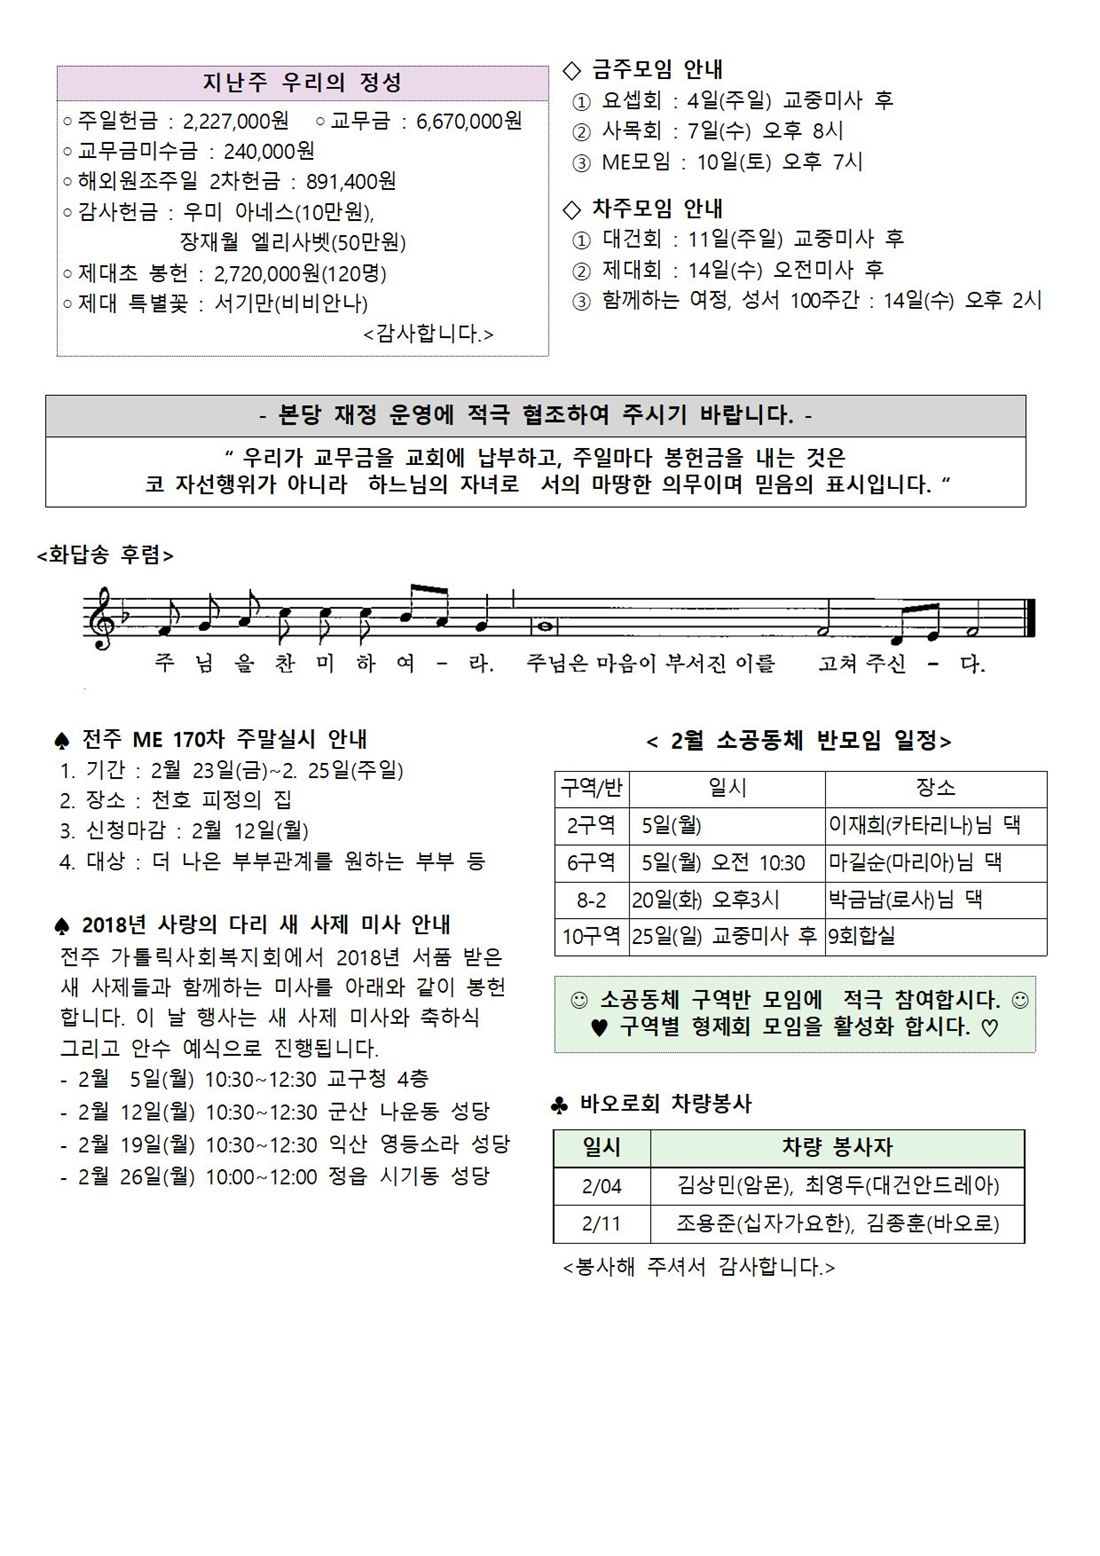 지난주 우리의 정성
○ 주일헌금 : 2,227,000원 ○ 교무금 : 6,670,000원
○ 교무금미수금 : 240,000원
○ 해외원조주일 2차헌금 : 891,400원
○ 감사헌금 : 우미 아네스(10만원),
장재월 엘리사벳(50만원)
○ 제대초 봉헌 : 2,720,000원(120명)
○ 제대 특별꽃 : 서기만(비비안나)
<감사합니다.>
◇ 금주모임 안내
① 요셉회 : 4일(주일) 교중미사 후
② 사목회 : 7일(수) 오후 8시
③ ME모임 : 10일(토) 오후 7시
◇ 차주모임 안내
① 대건회 : 11일(주일) 교중미사 후
② 제대회 : 14일(수) 오전미사 후
③ 함께하는 여정, 성서 100주간 : 14일(수) 오후 2시
- 본당 재정 운영에 적극 협조하여 주시기 바랍니다. -
“ 우리가 교무금을 교회에 납부하고, 주일마다 봉헌금을 내는 것은
코 자선행위가 아니라 하느님의 자녀로 서의 마땅한 의무이며 믿음의 표시입니다. “
<화답송 후렴>
주 님 을 찬 미 하 여 - 라. 주님은 마음이 부서진 이를 고쳐 주신 - 다.
♠ 전주 ME 170차 주말실시 안내
1. 기간 : 2월 23일(금)~2. 25일(주일)
2. 장소 : 천호 피정의 집
3. 신청마감 : 2월 12일(월)
4. 대상 : 더 나은 부부관계를 원하는 부부 등
♠ 2018년 사랑의 다리 새 사제 미사 안내
전주 가톨릭사회복지회에서 2018년 서품 받은
새 사제들과 함께하는 미사를 아래와 같이 봉헌
합니다. 이 날 행사는 새 사제 미사와 축하식
그리고 안수 예식으로 진행됩니다.
- 2월 5일(월) 10:30~12:30 교구청 4층
- 2월 12일(월) 10:30~12:30 군산 나운동 성당
- 2월 19일(월) 10:30~12:30 익산 영등소라 성당
- 2월 26일(월) 10:00~12:00 정읍 시기동 성당
< 2월 소공동체 반모임 일정>
구역/반 일시 장소
2구역 5일(월) 이재희(카타리나)님 댁
6구역 5일(월) 오전 10:30 마길순(마리아)님 댁
8-2 20일(화) 오후3시 박금남(로사)님 댁
10구역 25일(일) 교중미사 후 9회합실
☺ 소공동체 구역반 모임에 적극 참여합시다. ☺
♥ 구역별 형제회 모임을 활성화 합시다. ♡
♣ 바오로회 차량봉사
일시 차량 봉사자
2/04 김상민(암몬), 최영두(대건안드레아)
2/11 조용준(십자가요한), 김종훈(바오로)
<봉사해 주셔서 감사합니다.>